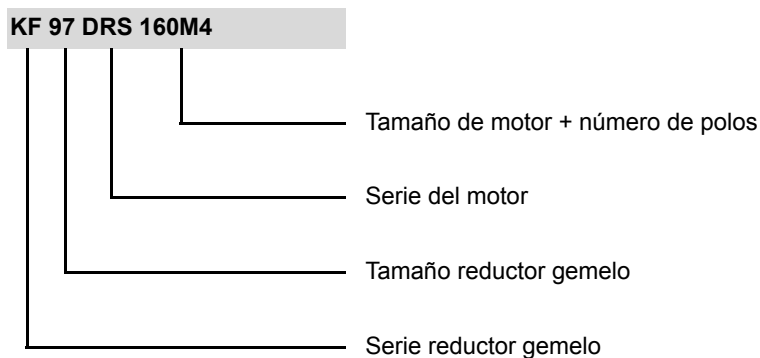 KF 97 DRS 160M4
Tamaño de motor + número de polos
Serie del motor
Tamaño reductor gemelo
Serie reductor gemelo